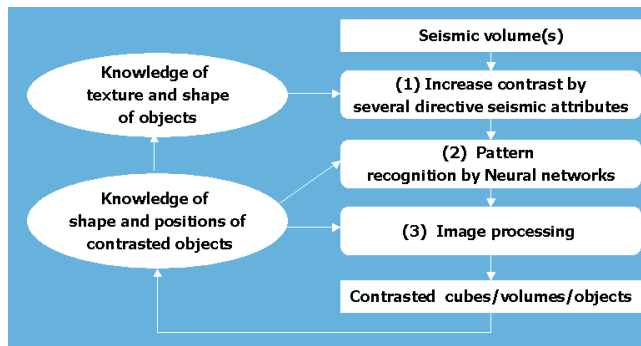 Seismic volume(s)
Knowledge of
texture and shape
of objects
(1) Increase contrast by
several directive seismic attributes
(2) Pattern
recognition by Neural networks
Knowledge of
shape and positions of
contrasted objects
(3) Image processing
Contrasted cubes/volumes/objects